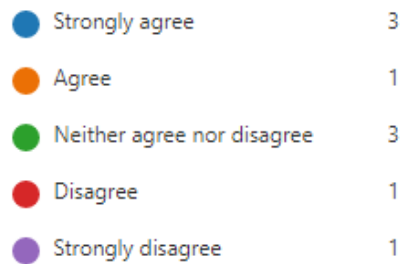 Strongly agree 3
Agree 1
Neither agree nor disagree 3
Disagree 1
Strongly disagree 1